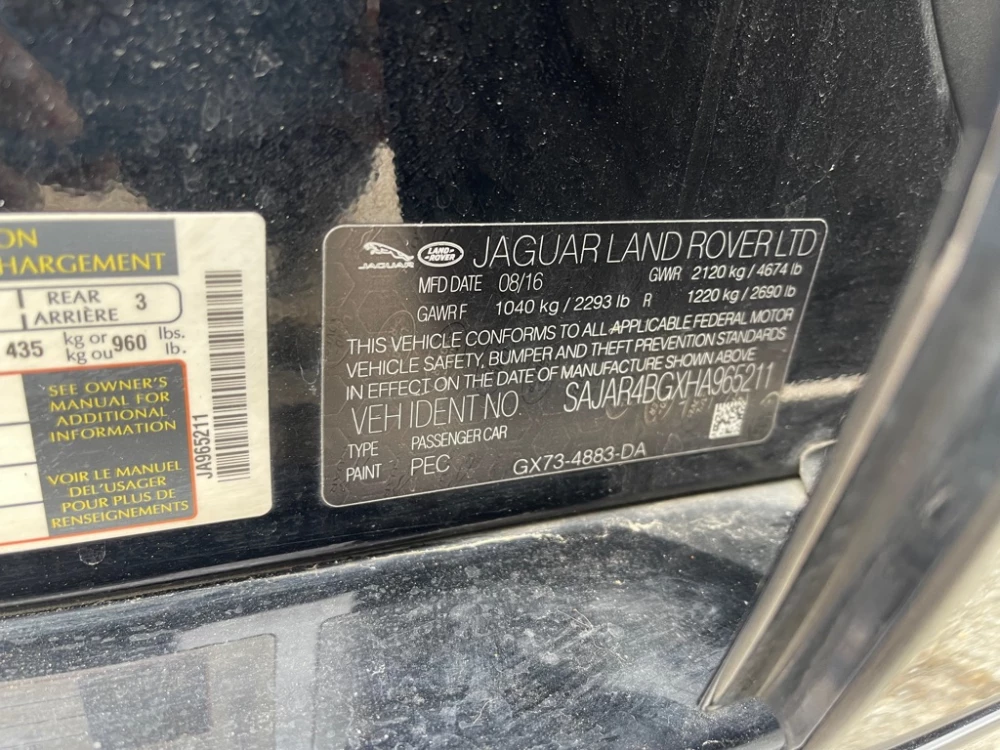 ON
HARGEMENT
REAR 3
ARRIÈRE
435 kg or 960 lbs.
kg ou lb.
SEE OWNER'S
MANUAL FOR
ADDITIONAL
INFORMATION
VOIR LE MANUEL
DEL'USAGER
POUR PLUS DE
RENSEIGNEMENTS
JA965211
JAGUAR
LAND-
ROVER
JAGUAR LAND ROVER LTD
MFD DATE 08/16 GWR 2120 kg / 4674 lb
GAWR F 1040 kg / 2293 lb R 1220 kg / 2690 lb
THIS VEHICLE CONFORMS TO ALL APPLICABLE FEDERAL MOTOR
VEHICLE SAFETY, BUMPER AND THEFT PREVENTION STANDARDS
IN EFFECT ON THE DATE OF MANUFACTURE SHOWN ABOVE
VEH IDENT NO. SAJAR4BGXHA965211
TYPE PASSENGER CAR
PAINT PEC GX73-4883-DA